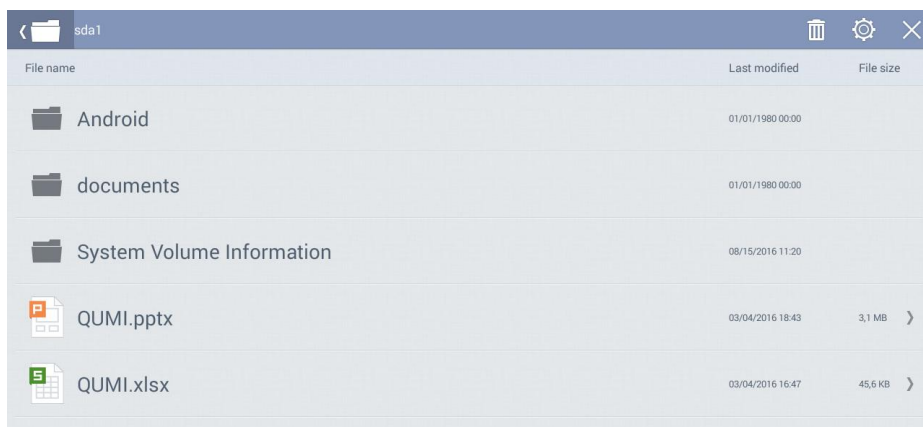 sda1
File name Last modified File size
Android 01/01/1980 00:00
documents 01/01/1980 00:00
System Volume Information 08/15/2016 11:20
P
QUMI.pptx 03/04/2016 18:43 3,1 MB
S
QUMI.xlsx 03/04/2016 16:47 45,6 KB